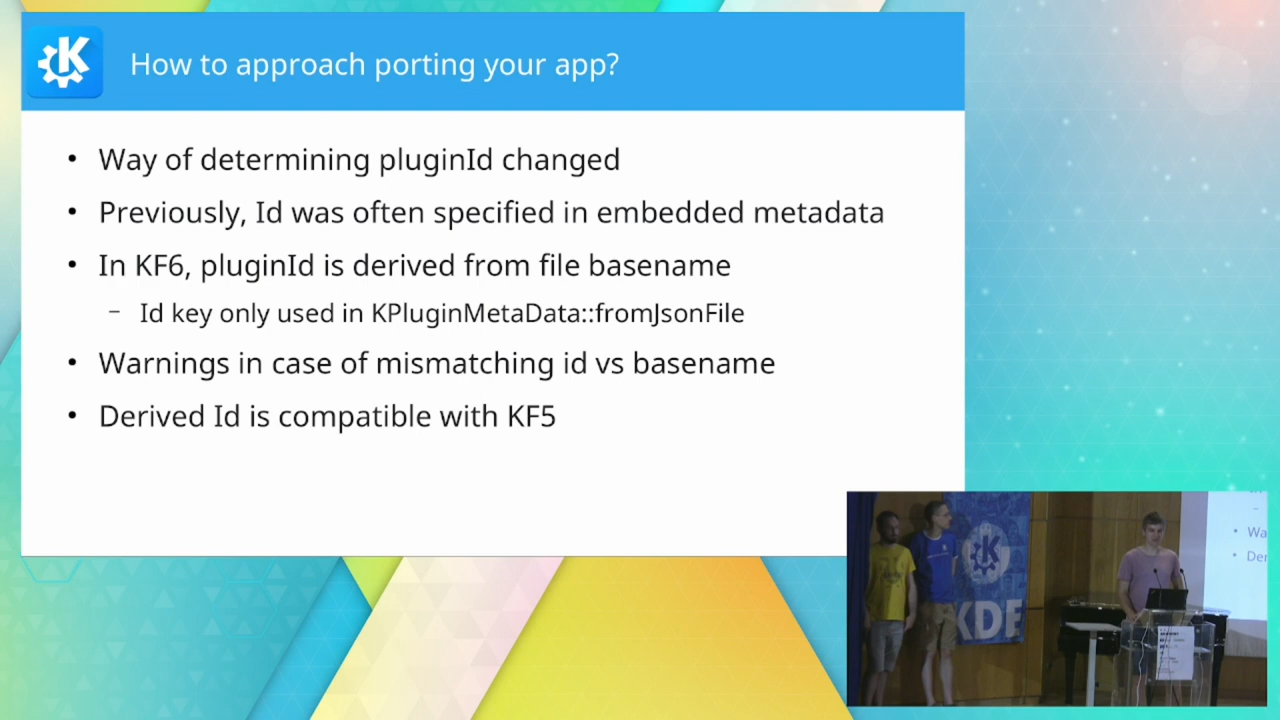 How to approach porting your app?
• Way of determining pluginId changed
• Previously, Id was often specified in embedded metadata
• In KF6, pluginId is derived from file basename
– Id key only used in KPluginMetaData::fromJsonFile
• Warnings in case of mismatching id vs basename
• Derived Id is compatible with KF5
KDE
• Wa
• Der